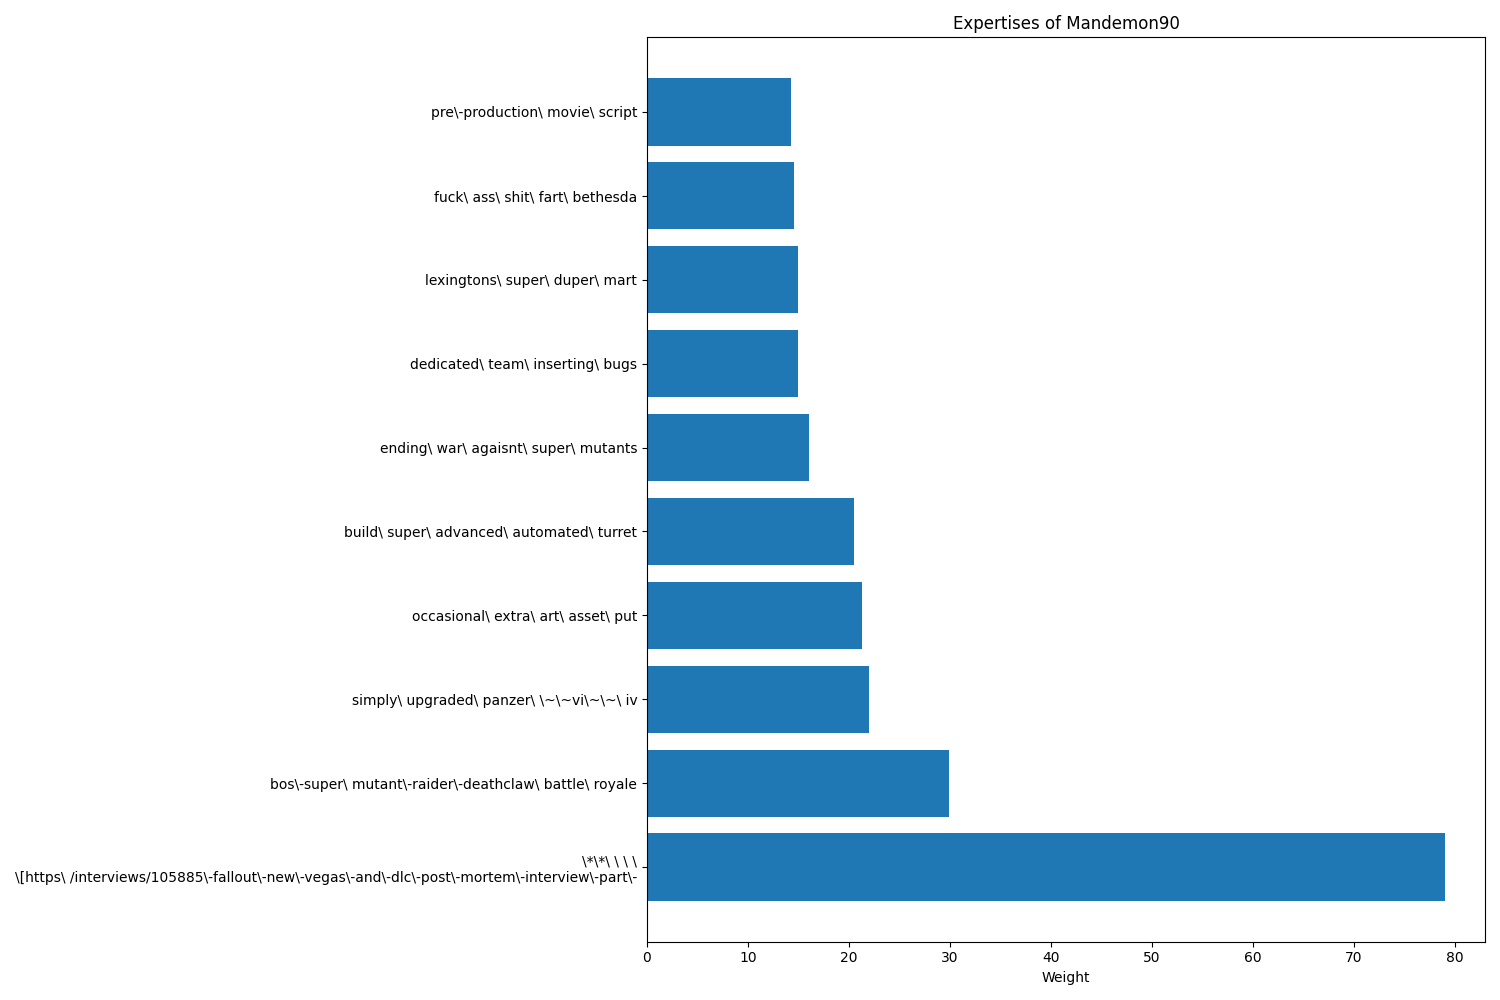 Expertises of Mandemon90
pre\-production\ movie\ script
fuck\ ass\ shit\ fart\ bethesda
lexingtons\ super\ duper\ mart
dedicated\ team\ inserting\ bugs
ending\ war\ agaisnt\ super\ mutants
build\ super\ advanced\ automated\ turret
occasional\ extra\ art\ asset\ put
simply\ upgraded\ panzer\ \~\~vi\~\~\ iv
bos\-super\ mutant\-raider\-deathclaw\ battle\ royale
\*\*\ \ \ \
\[https\ /interviews/105885\-fallout\-new\-vegas\-and\-dlc\-post\-mortem\-interview\-part\-
0 10 20 30 40 50 60 70 80
Weight